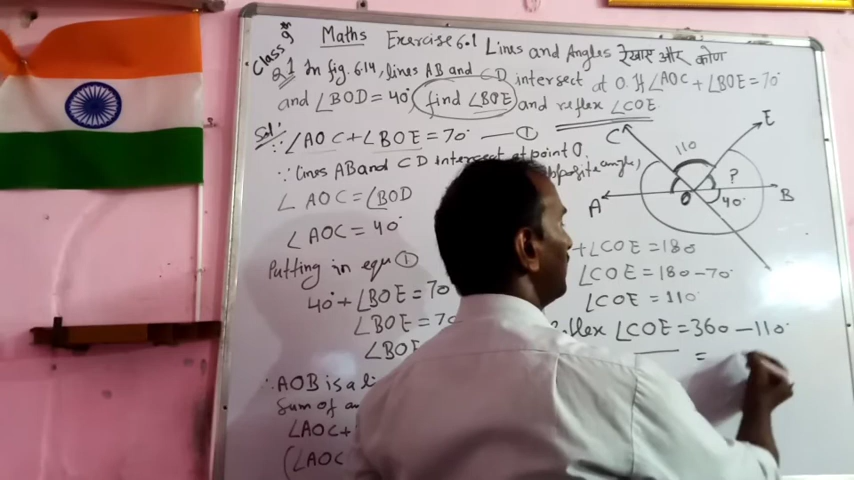 Class 9th
Maths Exercise 6.1 Lines and Angles रेखाएं और कोण
Q.1 In fig. 6.14, lines AB and CD intersect at O. If ∠AOC + ∠BOE = 70°
and ∠BOD = 40° find ∠BOE and reflex ∠COE
Sol:
∵ ∠AOC + ∠BOE = 70° — ①
∵ Lines AB and CD intersect at point O
opposite angle,
∠AOC = ∠BOD
∠AOC = 40°
Putting in equ ①
40° + ∠BOE = 70
∠BOE = 70
∠BOE
∴ AOB is a li
Sum of an
∠AOC +
(∠AOC
+ ∠COE = 180
∠COE = 180 - 70°
∠COE = 110
flex ∠COE = 360 - 110°
=
C
E
110
?
A
O
B
40°